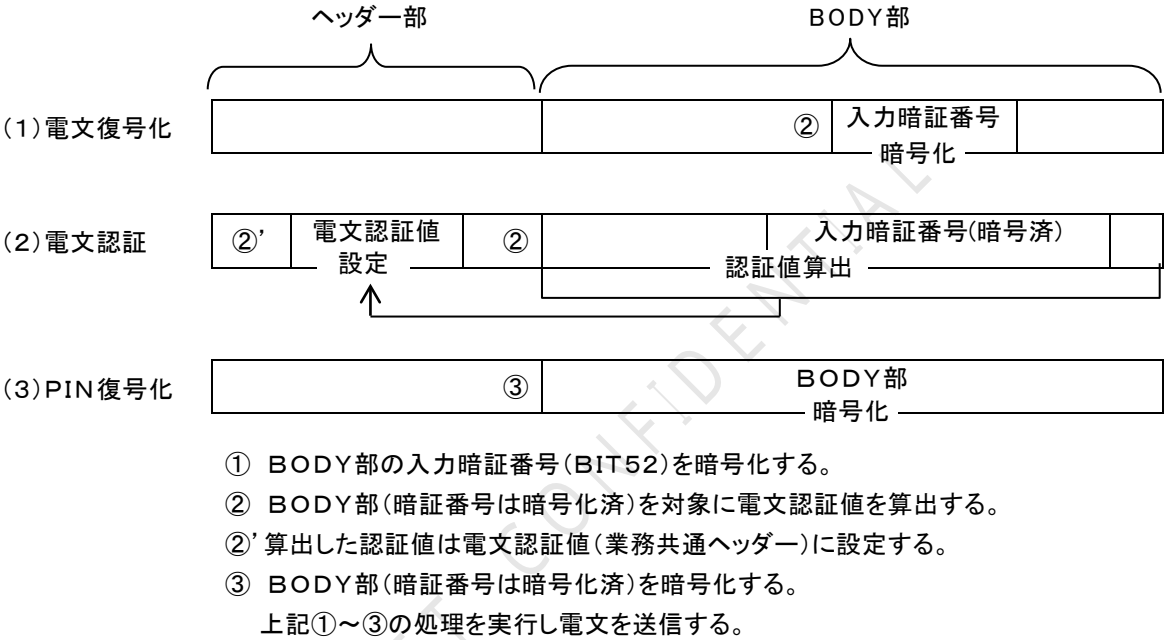 ヘッダー部 BODY部
(1)電文復号化 ② 入力暗証番号
暗号化
(2)電文認証 ②’ 電文認証値 ② 入力暗証番号(暗号済)
設定 認証値算出
(3)PIN復号化 ③ BODY部
暗号化
① BODY部の入力暗証番号(BIT52)を暗号化する。
② BODY部(暗証番号は暗号化済)を対象に電文認証値を算出する。
②’算出した認証値は電文認証値(業務共通ヘッダー)に設定する。
③ BODY部(暗証番号は暗号化済)を暗号化する。
上記①~③の処理を実行し電文を送信する。
CONFIDENTIAL